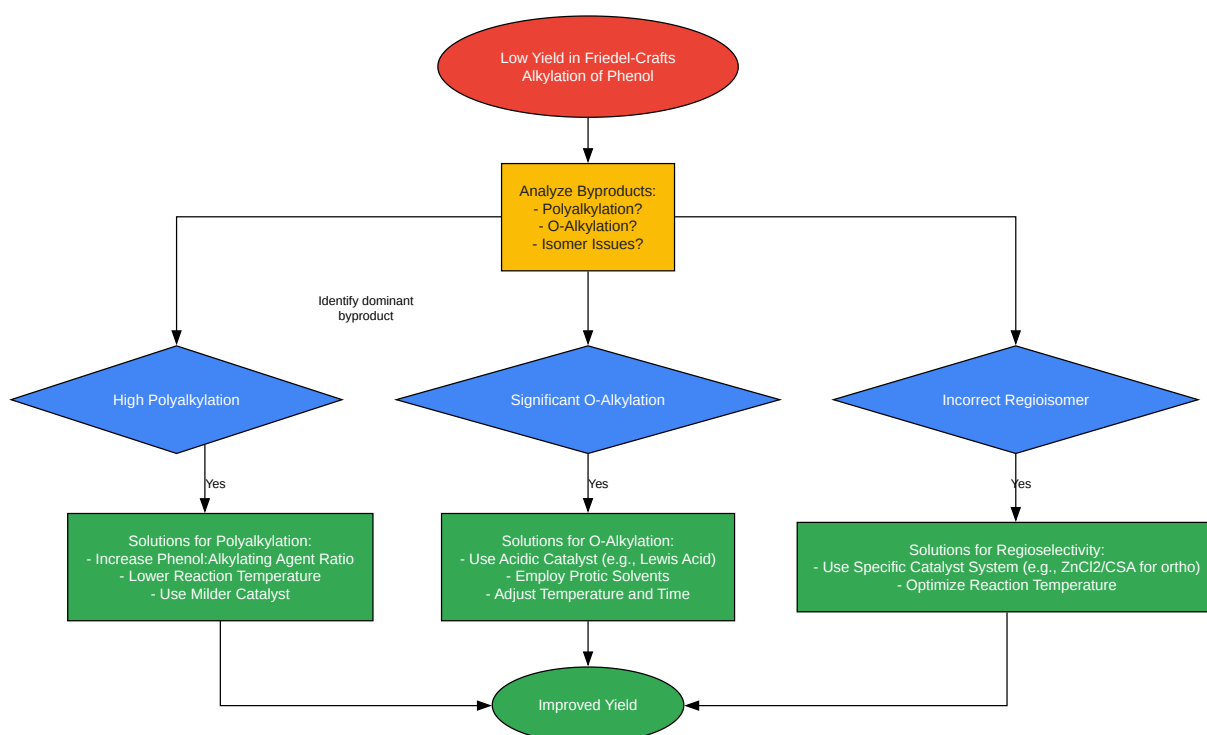 Low Yield in Friedel-Crafts
Alkylation of Phenol
Analyze Byproducts:
- Polyalkylation?
- O-Alkylation?
- Isomer Issues?
Identify dominant
byproduct
High Polyalkylation
Significant O-Alkylation
Incorrect Regioisomer
Yes
Yes
Yes
Solutions for Polyalkylation:
- Increase Phenol:Alkylating Agent Ratio
- Lower Reaction Temperature
- Use Milder Catalyst
Solutions for O-Alkylation:
- Use Acidic Catalyst (e.g., Lewis Acid)
- Employ Protic Solvents
- Adjust Temperature and Time
Solutions for Regioselectivity:
- Use Specific Catalyst System (e.g., ZnCl2/CSA for ortho)
- Optimize Reaction Temperature
Improved Yield